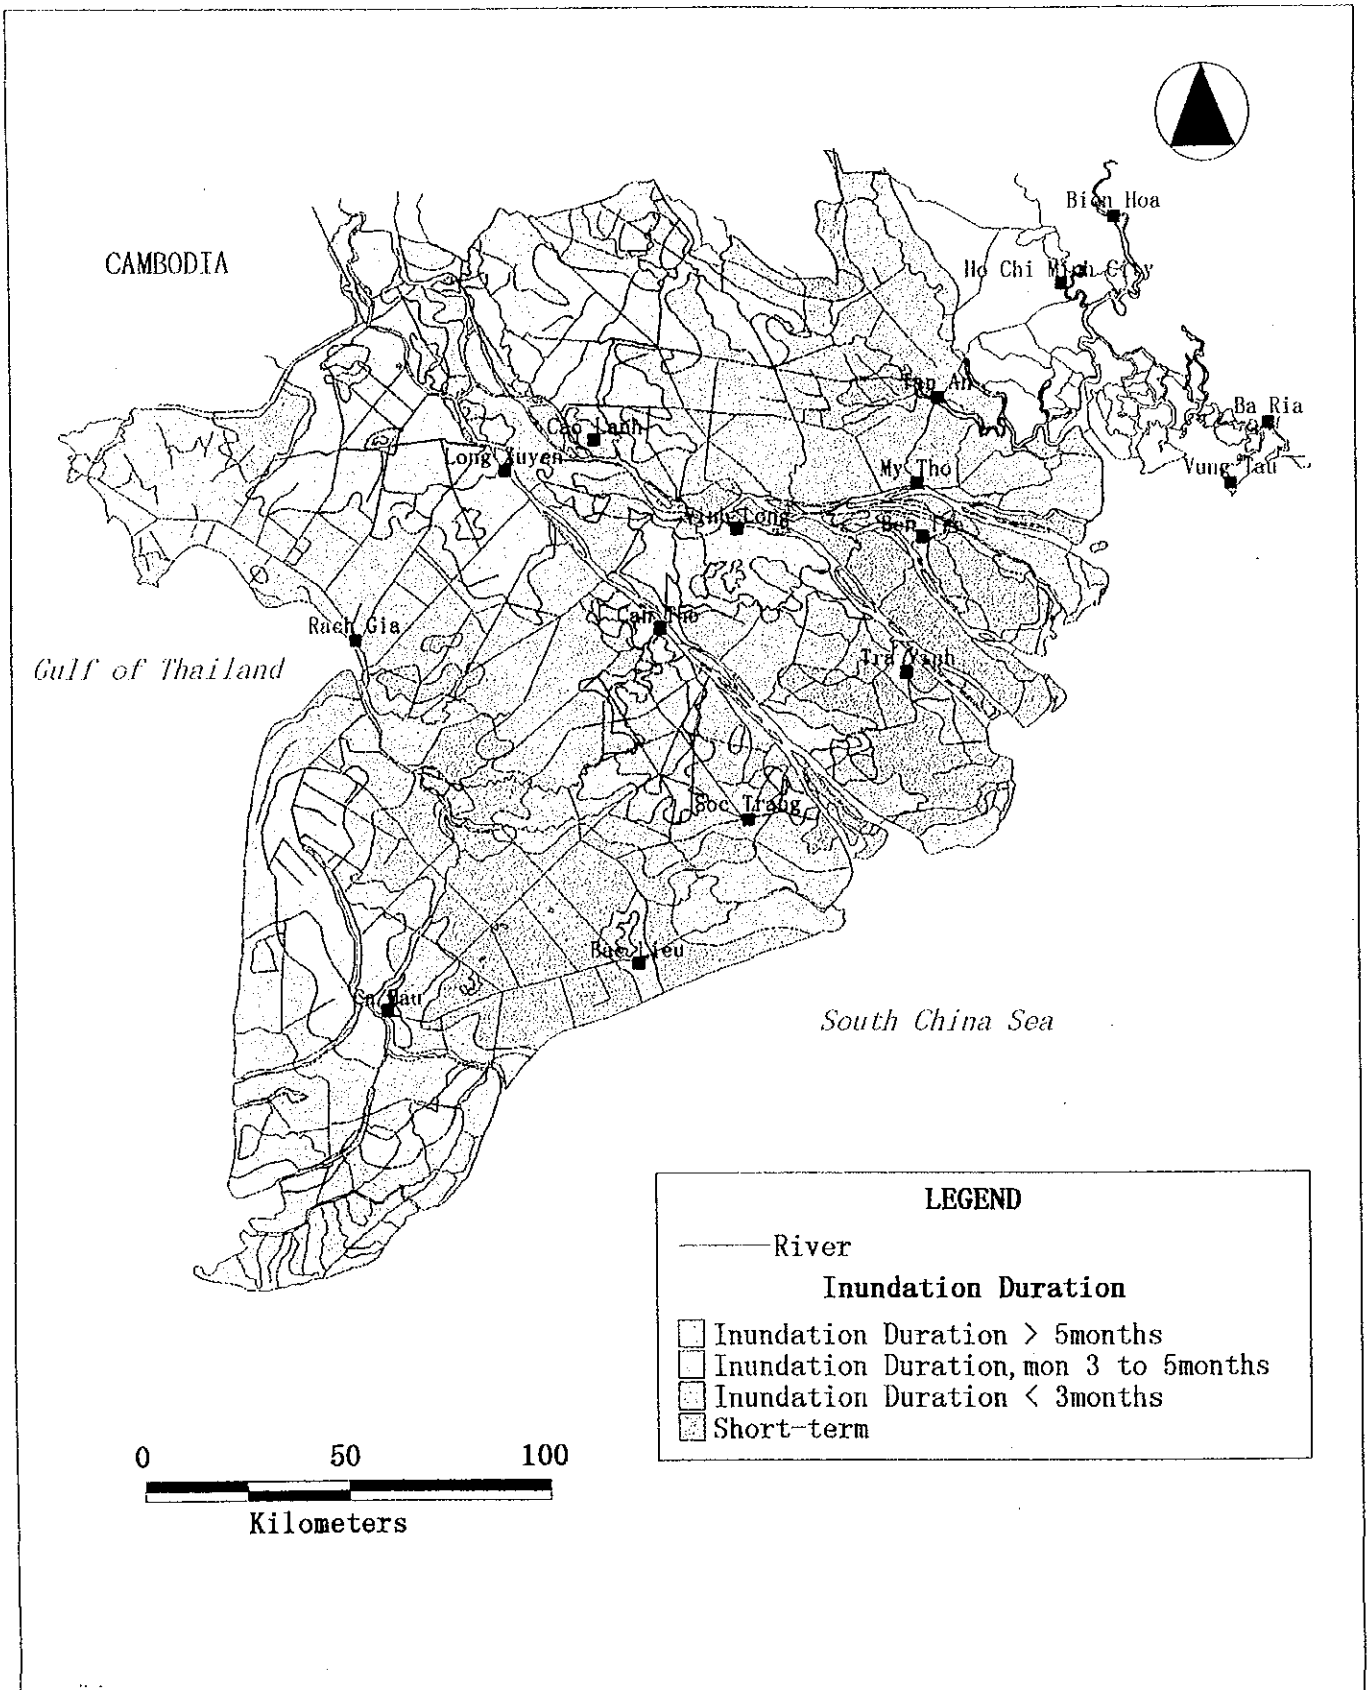 Bien Hoa
CAMBODIA
Ho Chi Minh City
Tan An
Ba Ria
Cao Lanh
Long Xuyen
My Tho
Vung Tau
Vinh Long
Ben Tre
Can Tho
Rach Gia
Tra Vinh
Gulf of Thailand
Soc Trang
Bac Lieu
Ca Mau
South China Sea
LEGEND
River
Inundation Duration
Inundation Duration > 5months
Inundation Duration, mon 3 to 5months
Inundation Duration < 3months
Short-term
0 50 100
Kilometers